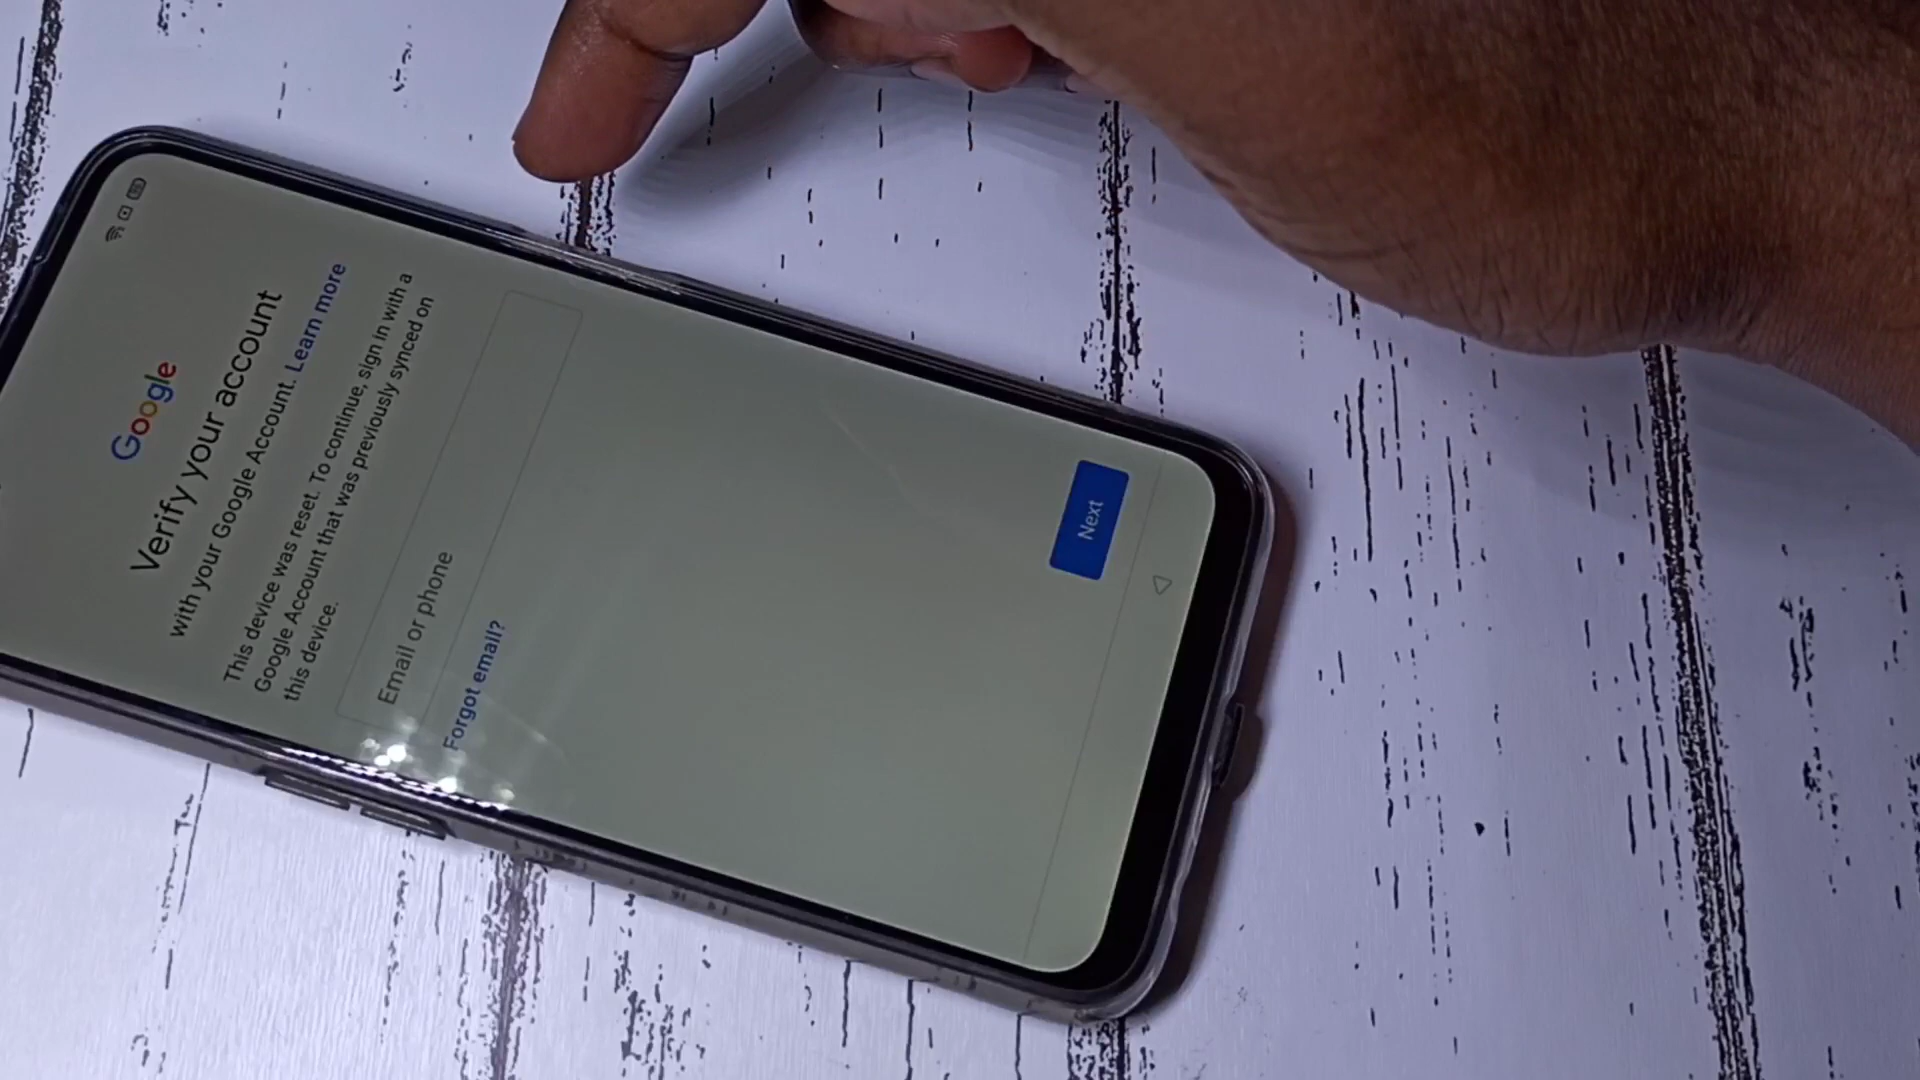 Google
Verify your account
with your Google Account. Learn more
This device was reset. To continue, sign in with a
Google Account that was previously synced on
this device.
Email or phone
Forgot email?
Next